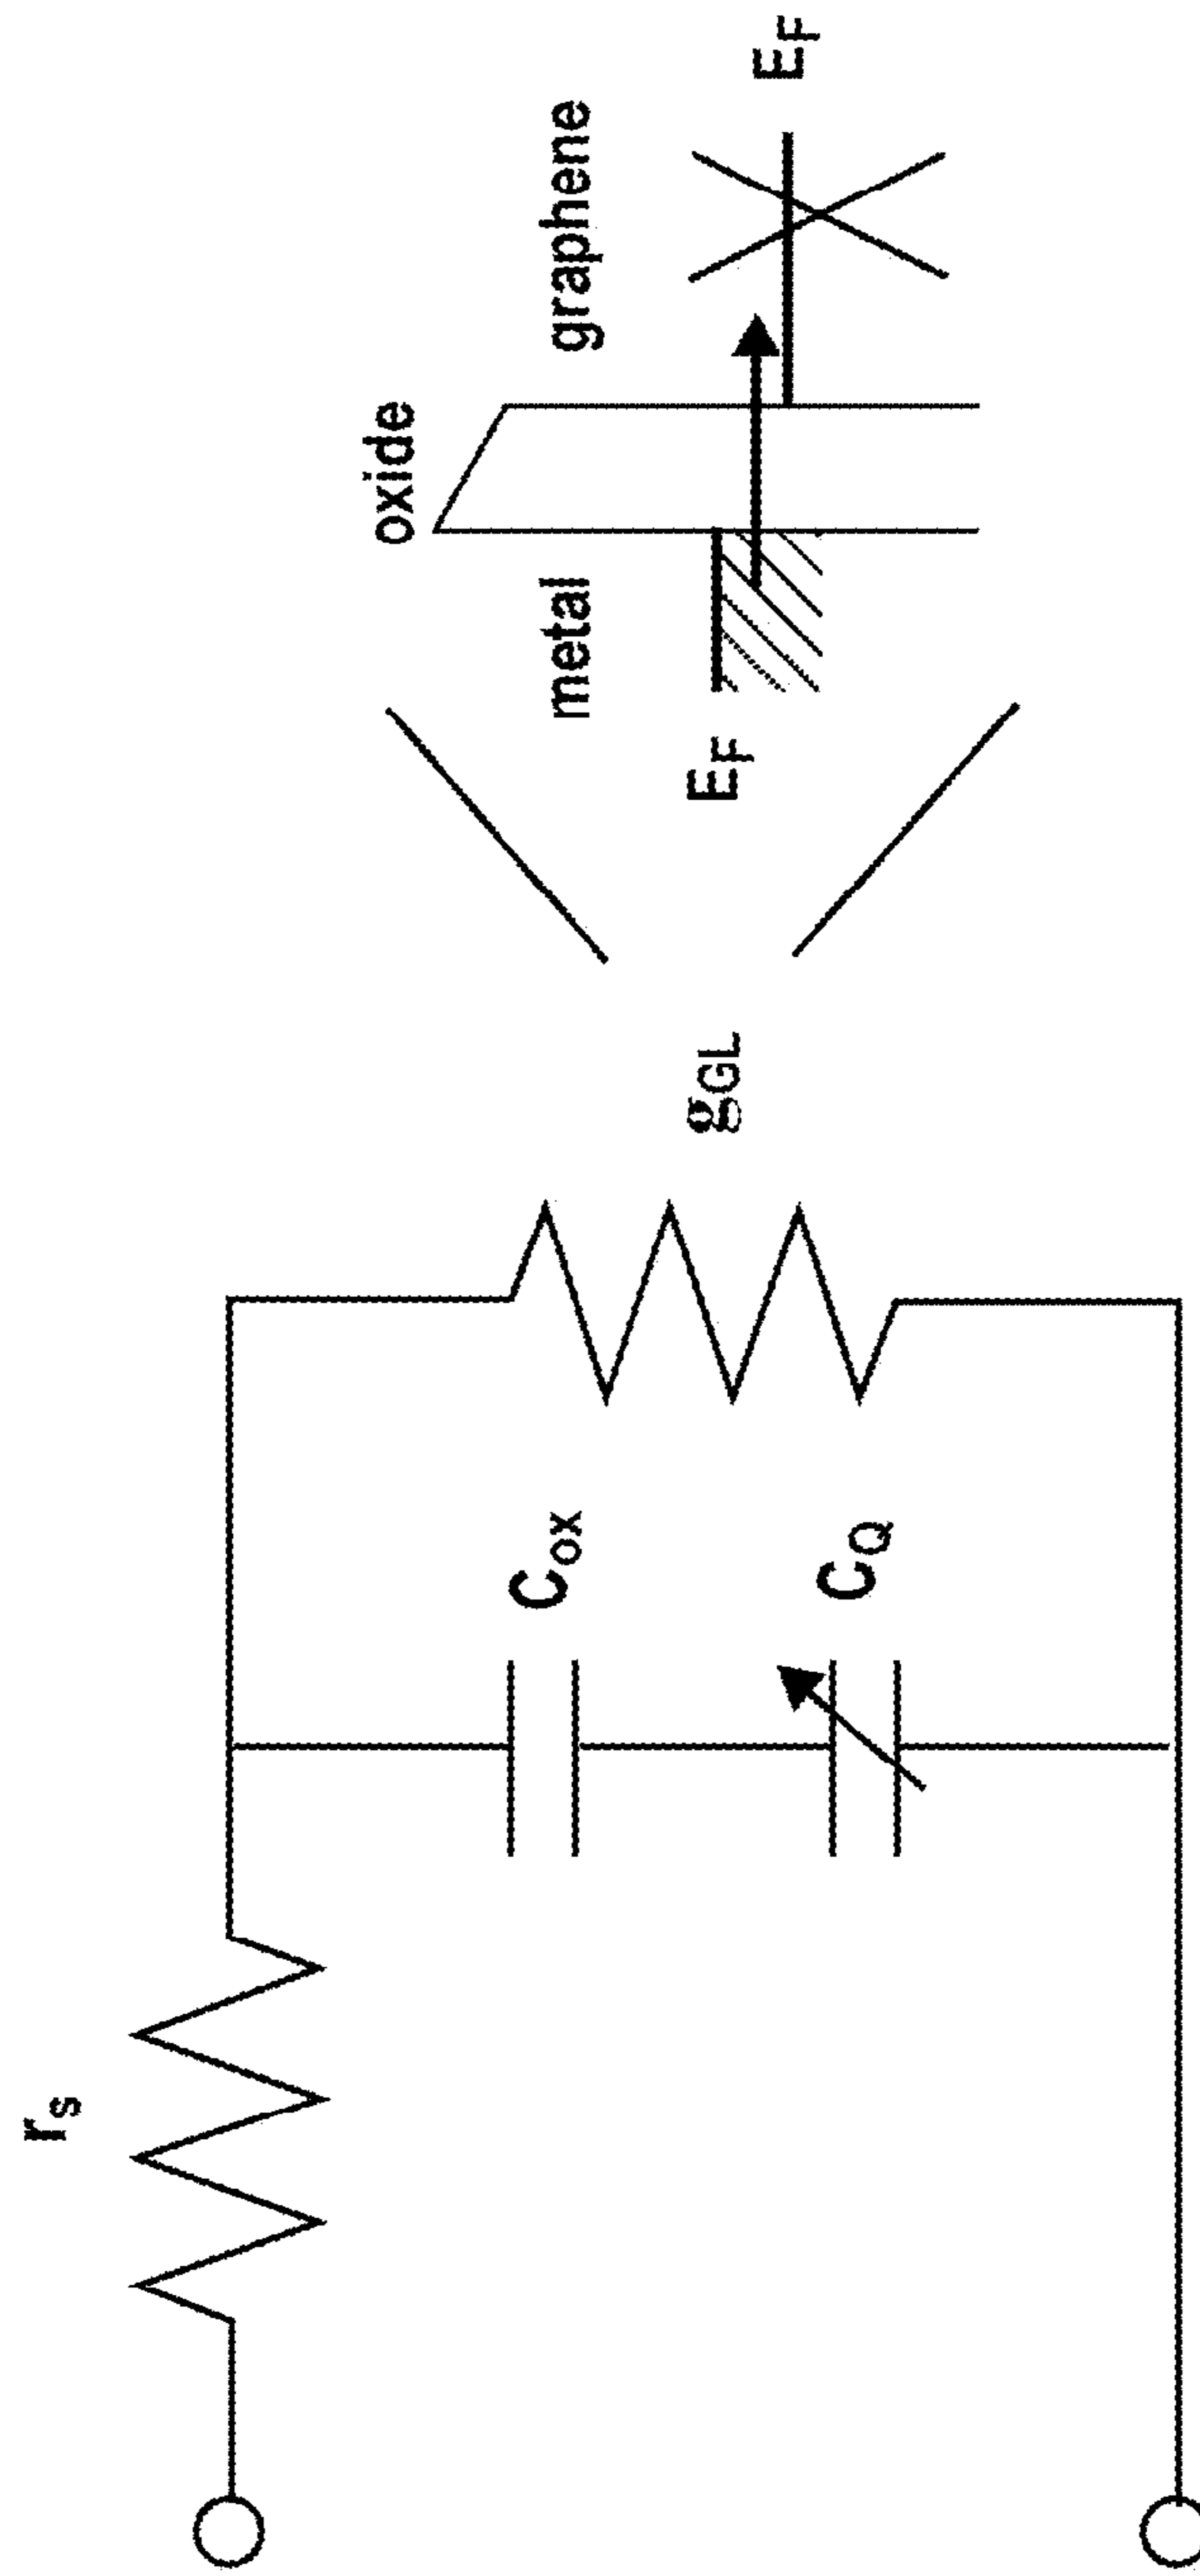 r_s
C_ox
C_Q
g_GL
metal
oxide
graphene
E_F
E_F